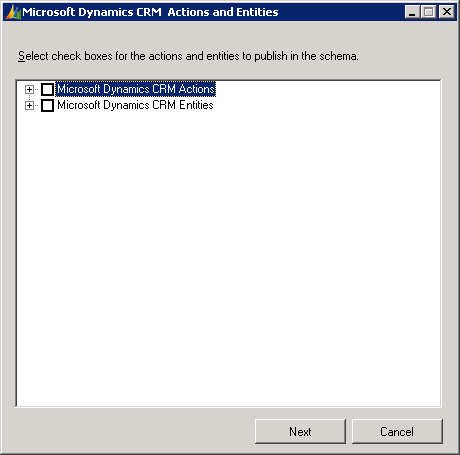 Microsoft Dynamics CRM  Actions and Entities
Select check boxes for the actions and entities to publish in the schema.
Microsoft Dynamics CRM Actions
Microsoft Dynamics CRM Entities
Next Cancel